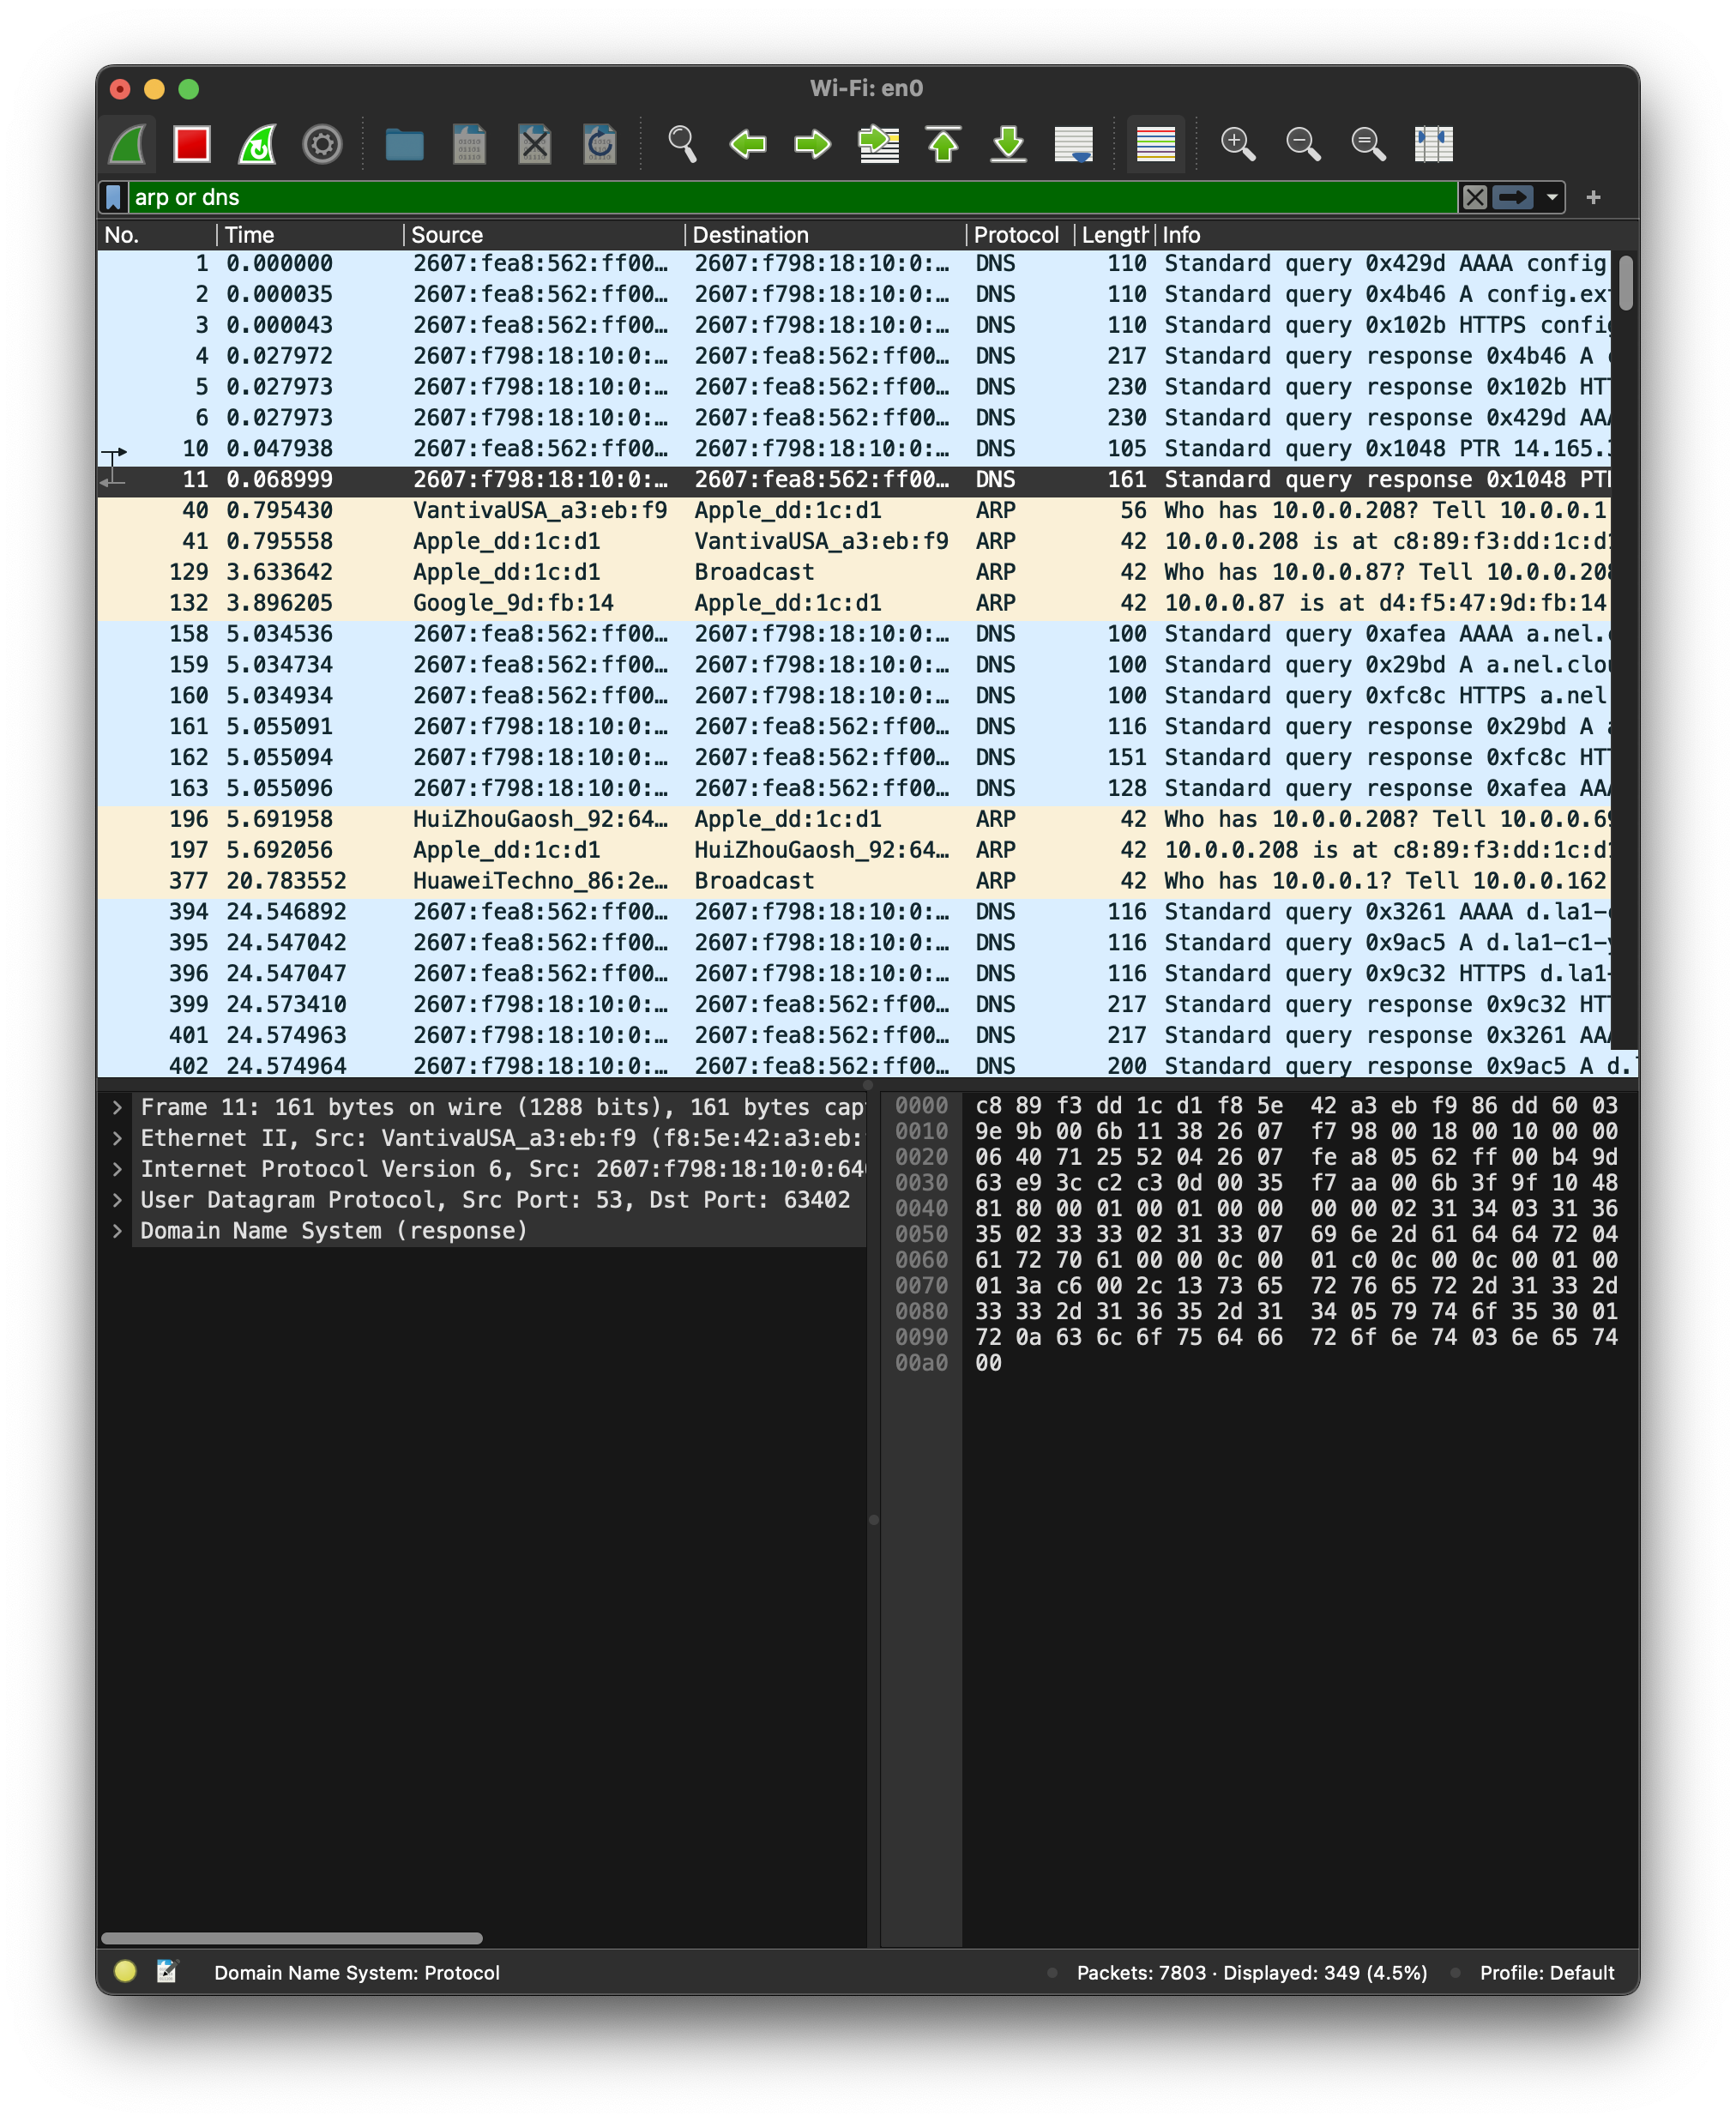 Wi-Fi: en0
arp or dns
No. Time Source Destination Protocol Length Info
1 0.000000 2607:fea8:562:ff00… 2607:f798:18:10:0:… DNS 110 Standard query 0x429d AAAA config
2 0.000035 2607:fea8:562:ff00… 2607:f798:18:10:0:… DNS 110 Standard query 0x4b46 A config.ext
3 0.000043 2607:fea8:562:ff00… 2607:f798:18:10:0:… DNS 110 Standard query 0x102b HTTPS config
4 0.027972 2607:f798:18:10:0:… 2607:fea8:562:ff00… DNS 217 Standard query response 0x4b46 A
5 0.027973 2607:f798:18:10:0:… 2607:fea8:562:ff00… DNS 230 Standard query response 0x102b HTT
6 0.027973 2607:f798:18:10:0:… 2607:fea8:562:ff00… DNS 230 Standard query response 0x429d AAA
10 0.047938 2607:fea8:562:ff00… 2607:f798:18:10:0:… DNS 105 Standard query 0x1048 PTR 14.165.3
11 0.068999 2607:f798:18:10:0:… 2607:fea8:562:ff00… DNS 161 Standard query response 0x1048 PTR
40 0.795430 VantivaUSA_a3:eb:f9 Apple_dd:1c:d1 ARP 56 Who has 10.0.0.208? Tell 10.0.0.1
41 0.795558 Apple_dd:1c:d1 VantivaUSA_a3:eb:f9 ARP 42 10.0.0.208 is at c8:89:f3:dd:1c:d1
129 3.633642 Apple_dd:1c:d1 Broadcast ARP 42 Who has 10.0.0.87? Tell 10.0.0.208
132 3.896205 Google_9d:fb:14 Apple_dd:1c:d1 ARP 42 10.0.0.87 is at d4:f5:47:9d:fb:14
158 5.034536 2607:fea8:562:ff00… 2607:f798:18:10:0:… DNS 100 Standard query 0xafea AAAA a.nel.
159 5.034734 2607:fea8:562:ff00… 2607:f798:18:10:0:… DNS 100 Standard query 0x29bd A a.nel.clou
160 5.034934 2607:fea8:562:ff00… 2607:f798:18:10:0:… DNS 100 Standard query 0xfc8c HTTPS a.nel
161 5.055091 2607:f798:18:10:0:… 2607:fea8:562:ff00… DNS 116 Standard query response 0x29bd A a
162 5.055094 2607:f798:18:10:0:… 2607:fea8:562:ff00… DNS 151 Standard query response 0xfc8c HTT
163 5.055096 2607:f798:18:10:0:… 2607:fea8:562:ff00… DNS 128 Standard query response 0xafea AAA
196 5.691958 HuiZhouGaosh_92:64… Apple_dd:1c:d1 ARP 42 Who has 10.0.0.208? Tell 10.0.0.69
197 5.692056 Apple_dd:1c:d1 HuiZhouGaosh_92:64… ARP 42 10.0.0.208 is at c8:89:f3:dd:1c:d1
377 20.783552 HuaweiTechno_86:2e… Broadcast ARP 42 Who has 10.0.0.1? Tell 10.0.0.162
394 24.546892 2607:fea8:562:ff00… 2607:f798:18:10:0:… DNS 116 Standard query 0x3261 AAAA d.la1-
395 24.547042 2607:fea8:562:ff00… 2607:f798:18:10:0:… DNS 116 Standard query 0x9ac5 A d.la1-c1-y
396 24.547047 2607:fea8:562:ff00… 2607:f798:18:10:0:… DNS 116 Standard query 0x9c32 HTTPS d.la1-
399 24.573410 2607:f798:18:10:0:… 2607:fea8:562:ff00… DNS 217 Standard query response 0x9c32 HTT
401 24.574963 2607:f798:18:10:0:… 2607:fea8:562:ff00… DNS 217 Standard query response 0x3261 AAA
402 24.574964 2607:f798:18:10:0:… 2607:fea8:562:ff00… DNS 200 Standard query response 0x9ac5 A d.
Frame 11: 161 bytes on wire (1288 bits), 161 bytes cap
Ethernet II, Src: VantivaUSA_a3:eb:f9 (f8:5e:42:a3:eb:
Internet Protocol Version 6, Src: 2607:f798:18:10:0:640
User Datagram Protocol, Src Port: 53, Dst Port: 63402
Domain Name System (response)
0000 c8 89 f3 dd 1c d1 f8 5e 42 a3 eb f9 86 dd 60 03
0010 9e 9b 00 6b 11 38 26 07 f7 98 00 18 00 10 00 00
0020 06 40 71 25 52 04 26 07 fe a8 05 62 ff 00 b4 9d
0030 63 e9 3c c2 c3 0d 00 35 f7 aa 00 6b 3f 9f 10 48
0040 81 80 00 01 00 01 00 00 00 00 02 31 34 03 31 36
0050 35 02 33 33 02 31 33 07 69 6e 2d 61 64 64 72 04
0060 61 72 70 61 00 00 0c 00 01 c0 0c 00 0c 00 01 00
0070 01 3a c6 00 2c 13 73 65 72 76 65 72 2d 31 33 2d
0080 33 33 2d 31 36 35 2d 31 34 05 79 74 6f 35 30 01
0090 72 0a 63 6c 6f 75 64 66 72 6f 6e 74 03 6e 65 74
00a0 00
Domain Name System: Protocol
Packets: 7803 · Displayed: 349 (4.5%)
Profile: Default